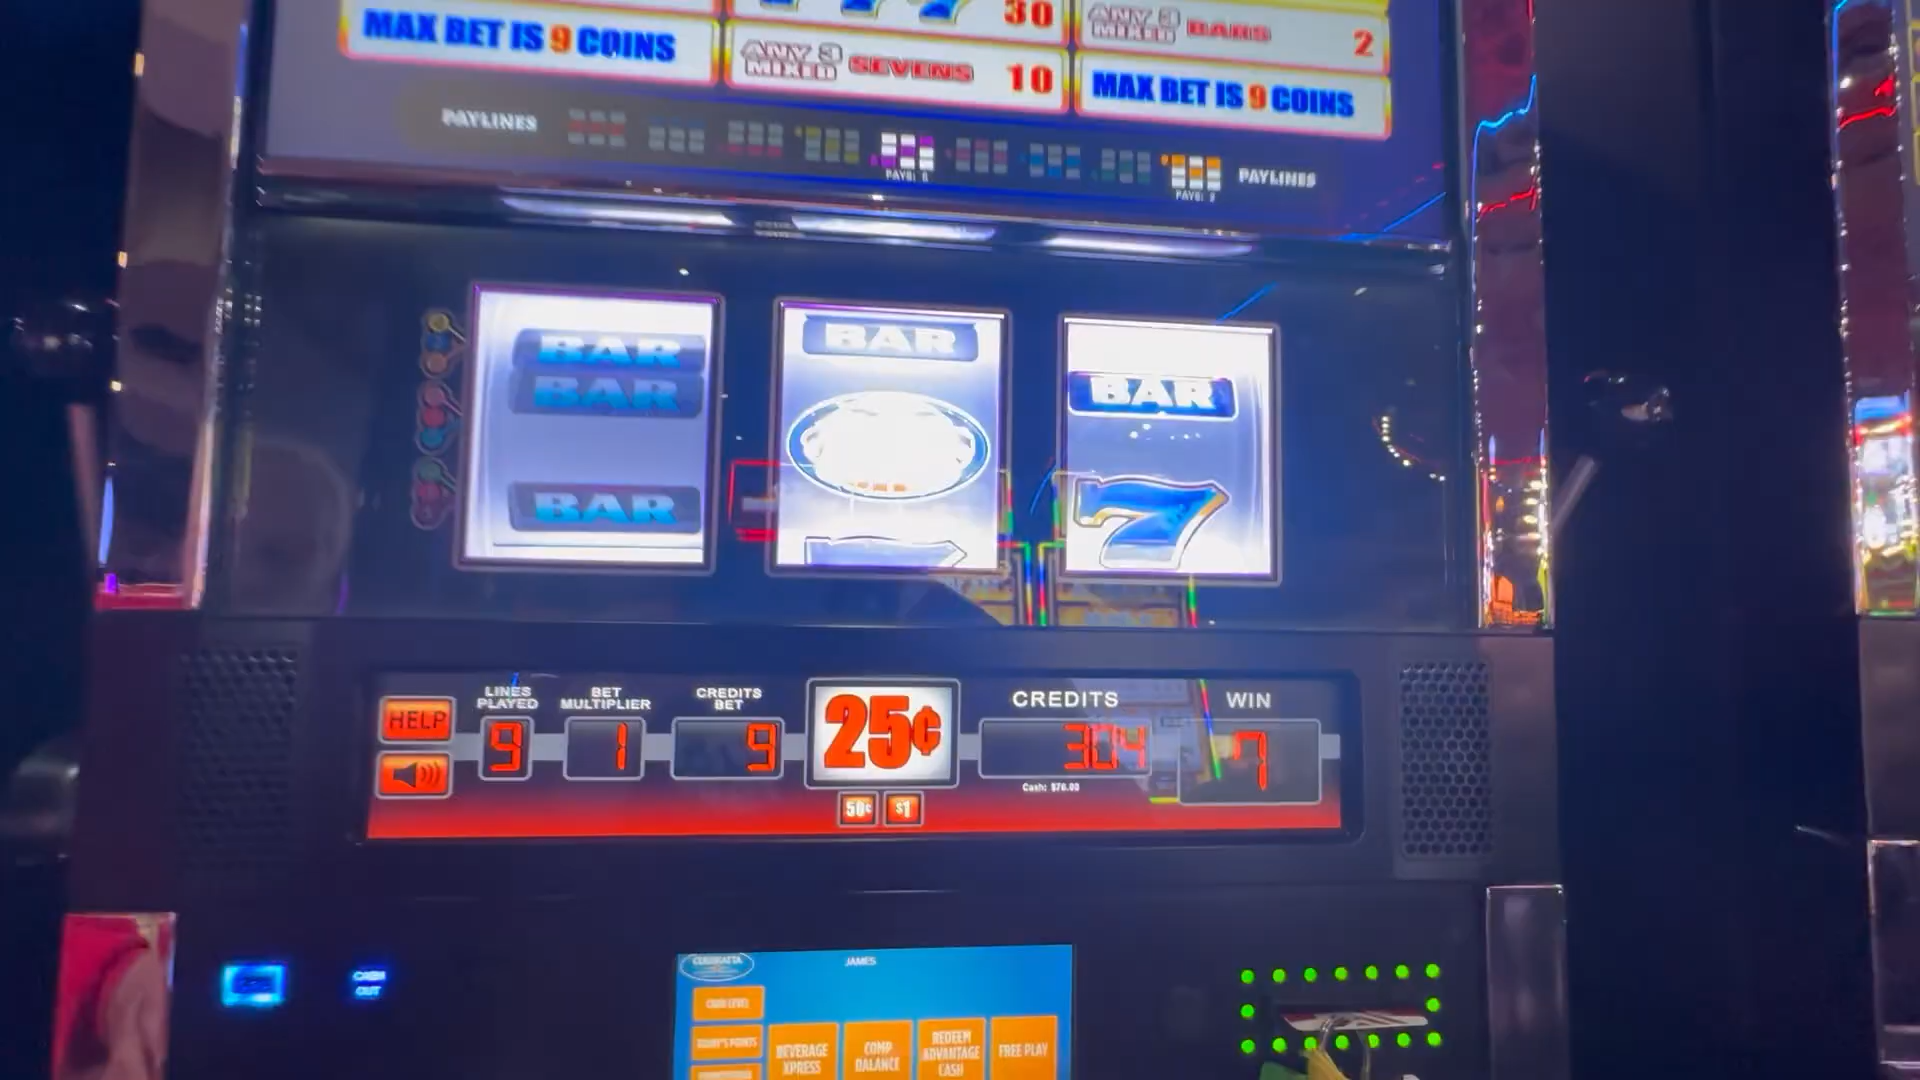 30
ANY 3 MIXED BARS 2
MAX BET IS 9 COINS
ANY 3 MIXED SEVENS 10
MAX BET IS 9 COINS
PAYLINES
PAYS: 2
PAYLINES
BAR
BAR
BAR
BAR
BAR
7
HELP
LINES PLAYED
9
BET MULTIPLIER
1
CREDITS BET
9
25¢
50¢
$1
CREDITS
304
Cash: $76.00
WIN
7
CASH OUT
JAMES
BEVERAGE XPRESS
COMP BALANCE
REDEEM ADVANTAGE CASH
FREE PLAY